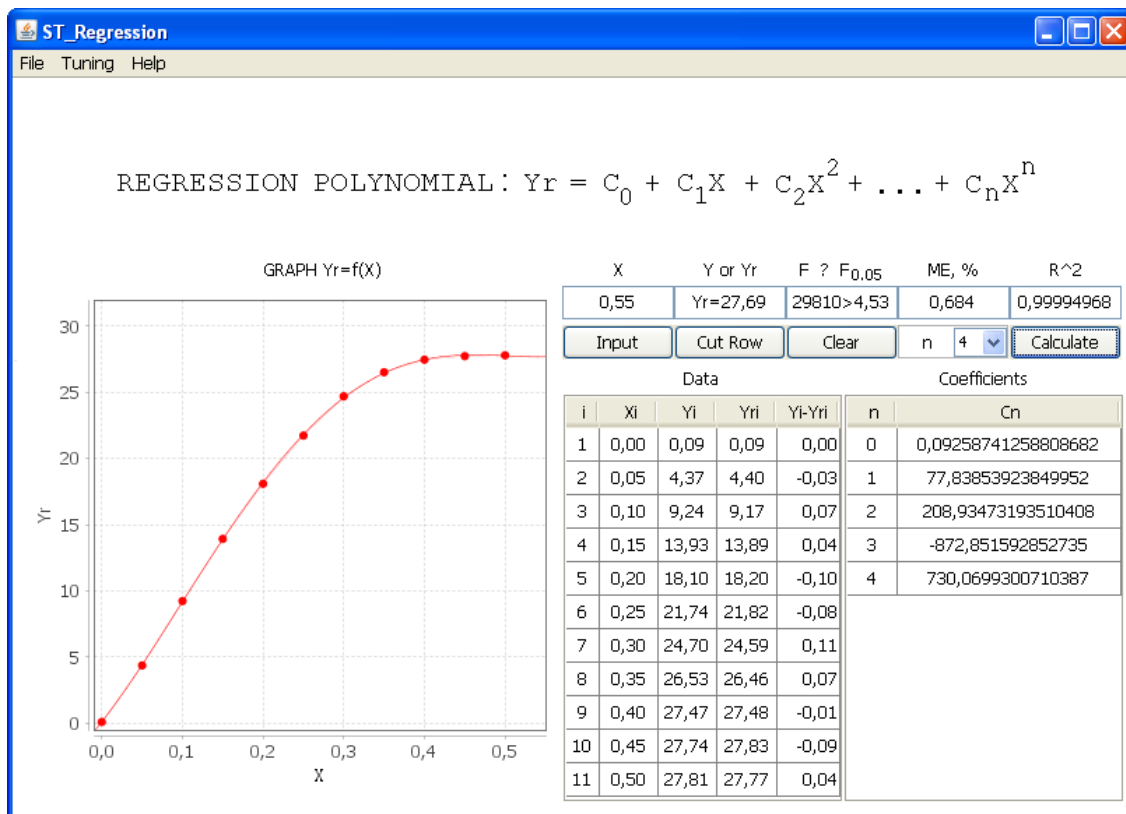 ST_Regression
File Tuning Help
REGRESSION POLYNOMIAL: Yr = C0 + C1X + C2X^2 + ... + CnX^n
GRAPH Yr=f(X)
X Y or Yr F ? F0.05 ME, % R^2
0,55 Yr=27,69 29810>4,53 0,684 0,99994968
Input Cut Row Clear n 4 Calculate
Data Coefficients
i Xi Yi Yri Yi-Yri n Cn
1 0,00 0,09 0,09 0,00 0 0,09258741258808682
2 0,05 4,37 4,40 -0,03 1 77,83853923849952
3 0,10 9,24 9,17 0,07 2 208,93473193510408
4 0,15 13,93 13,89 0,04 3 -872,851592852735
5 0,20 18,10 18,20 -0,10 4 730,0699300710387
6 0,25 21,74 21,82 -0,08
7 0,30 24,70 24,59 0,11
8 0,35 26,53 26,46 0,07
9 0,40 27,47 27,48 -0,01
10 0,45 27,74 27,83 -0,09
11 0,50 27,81 27,77 0,04
30
25
20
15
10
5
0
Yr
0,0 0,1 0,2 0,3 0,4 0,5
X